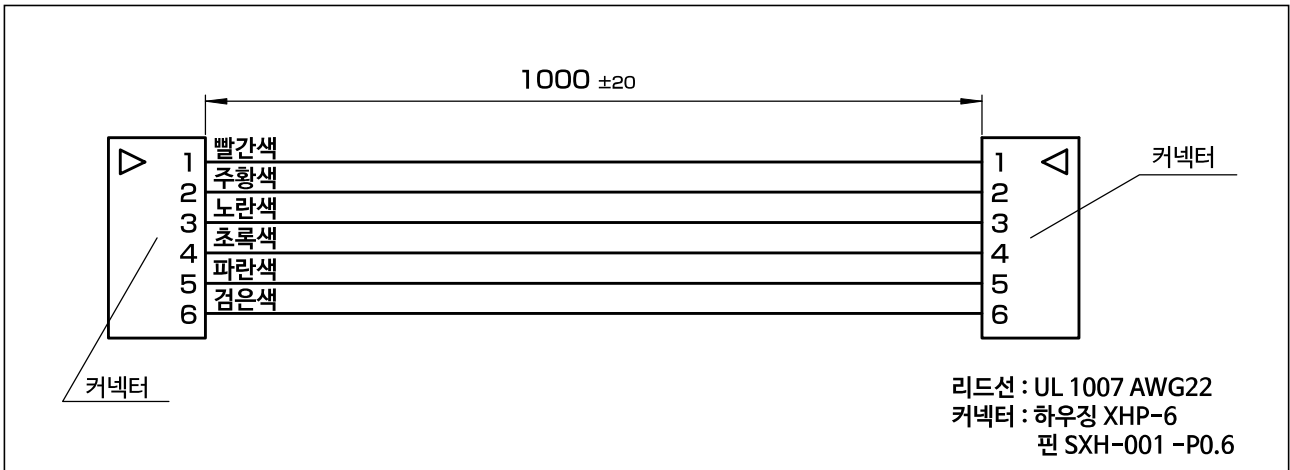 1000 ±20
1 빨간색 1
커넥터
2 주황색 2
3 노란색 3
4 초록색 4
5 파란색 5
6 검은색 6
커넥터
리드선 : UL 1007 AWG22
커넥터 : 하우징 XHP-6
핀 SXH-001 -P0.6